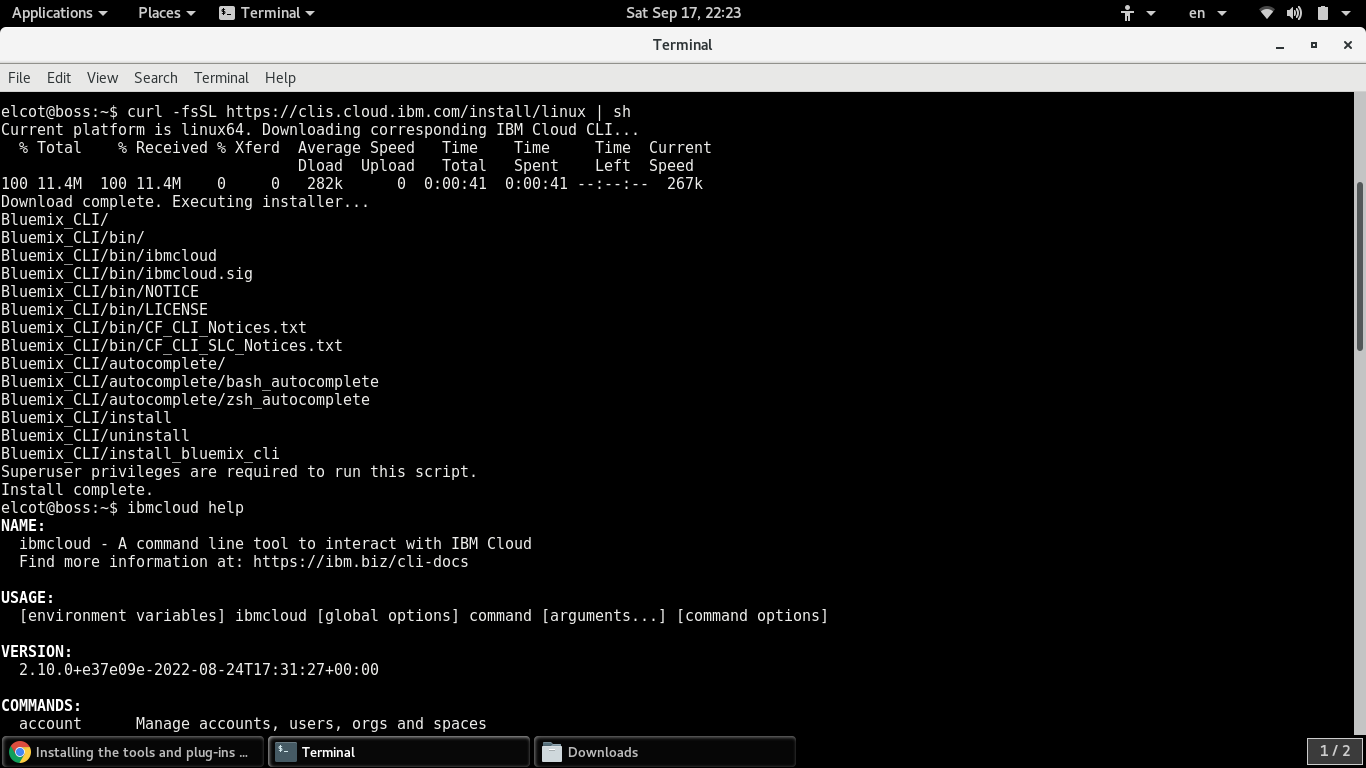 Applications Places Terminal Sat Sep 17, 22:23 en
Terminal
File Edit View Search Terminal Help
elcot@boss:~$ curl -fsSL https://clis.cloud.ibm.com/install/linux | sh
Current platform is linux64. Downloading corresponding IBM Cloud CLI...
  % Total    % Received % Xferd  Average Speed   Time    Time     Time  Current
                                 Dload  Upload   Total   Spent    Left  Speed
100 11.4M  100 11.4M    0     0   282k      0  0:00:41  0:00:41 --:--:--  267k
Download complete. Executing installer...
Bluemix_CLI/
Bluemix_CLI/bin/
Bluemix_CLI/bin/ibmcloud
Bluemix_CLI/bin/ibmcloud.sig
Bluemix_CLI/bin/NOTICE
Bluemix_CLI/bin/LICENSE
Bluemix_CLI/bin/CF_CLI_Notices.txt
Bluemix_CLI/bin/CF_CLI_SLC_Notices.txt
Bluemix_CLI/autocomplete/
Bluemix_CLI/autocomplete/bash_autocomplete
Bluemix_CLI/autocomplete/zsh_autocomplete
Bluemix_CLI/install
Bluemix_CLI/uninstall
Bluemix_CLI/install_bluemix_cli
Superuser privileges are required to run this script.
Install complete.
elcot@boss:~$ ibmcloud help
NAME:
  ibmcloud - A command line tool to interact with IBM Cloud
  Find more information at: https://ibm.biz/cli-docs
USAGE:
  [environment variables] ibmcloud [global options] command [arguments...] [command options]
VERSION:
  2.10.0+e37e09e-2022-08-24T17:31:27+00:00
COMMANDS:
  account      Manage accounts, users, orgs and spaces
Installing the tools and plug-ins ... Terminal Downloads 1 / 2